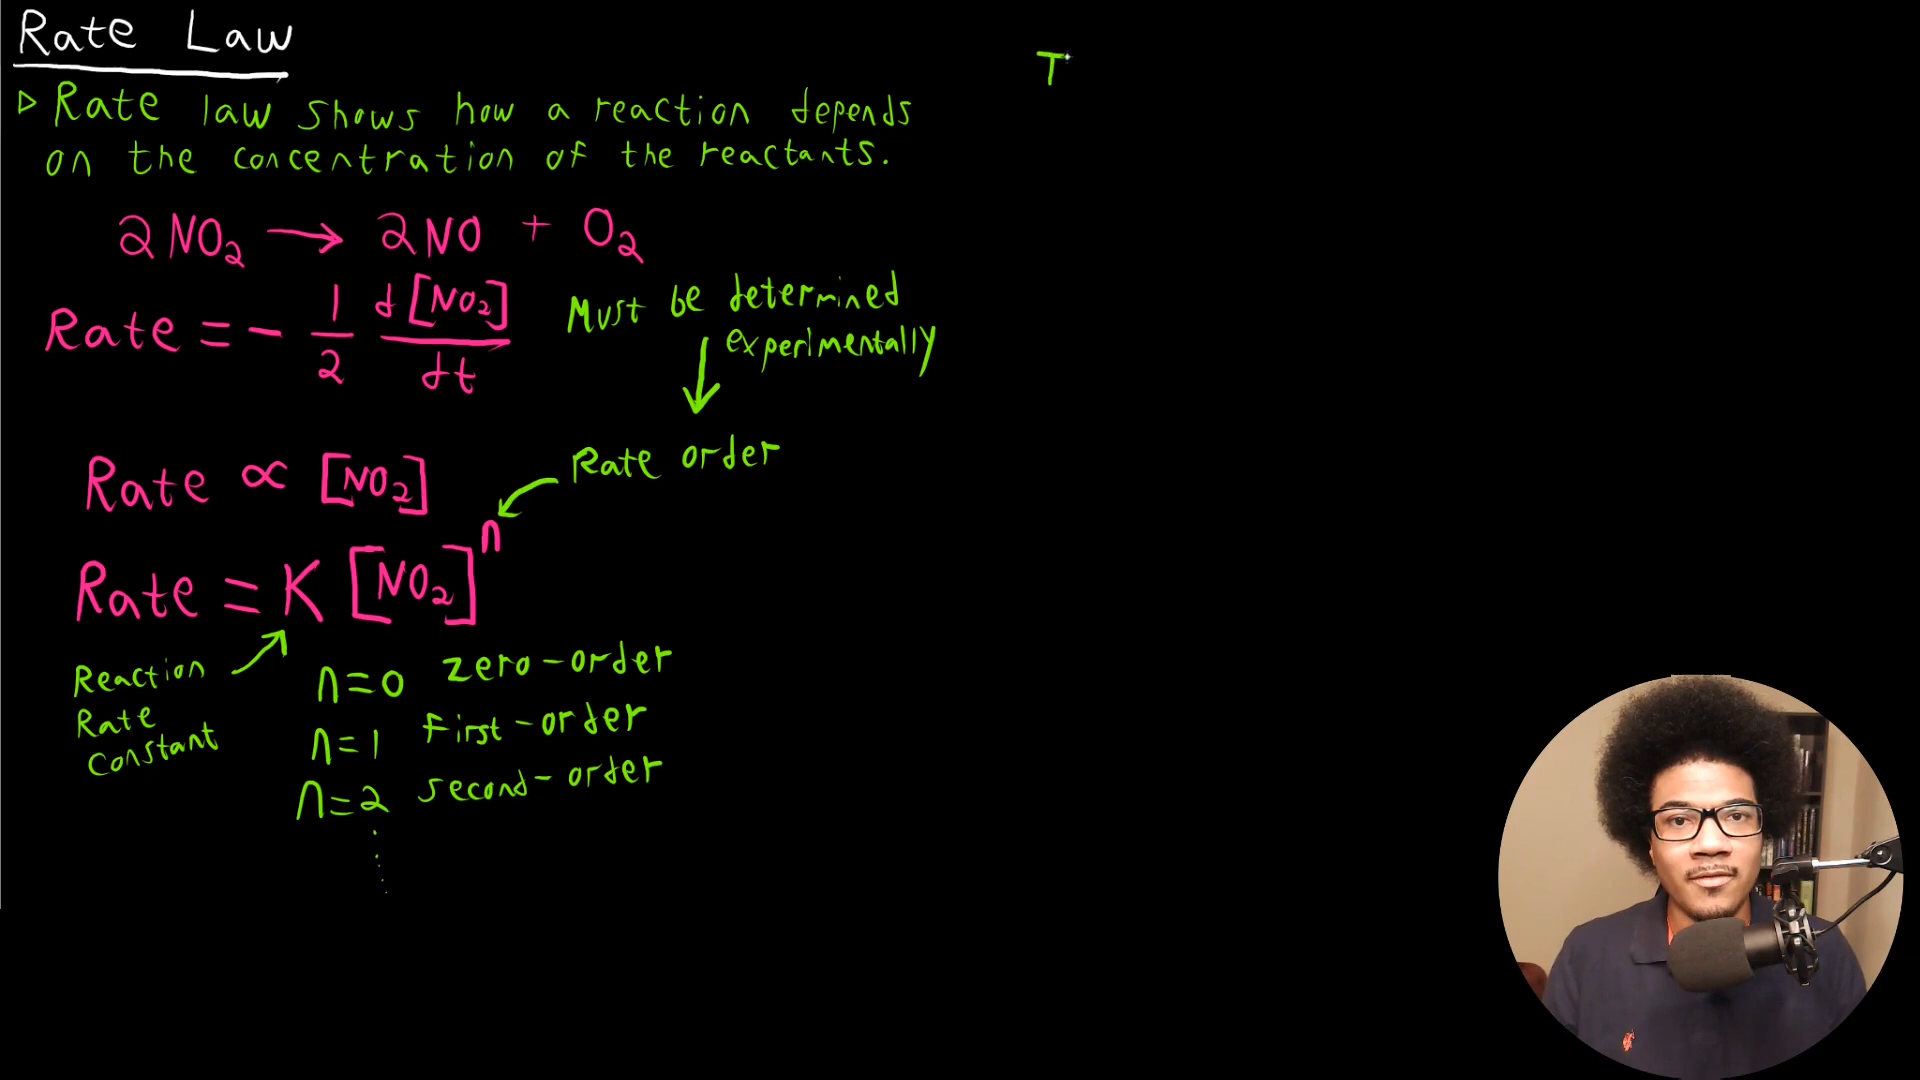 Rate Law
▷ Rate law shows how a reaction depends
on the concentration of the reactants.
2NO₂ → 2NO + O₂
Rate = - 1/2 d[NO₂]/dt
Must be determined
experimentally
Rate ∝ [NO₂]
Rate order
Rate = K [NO₂]ⁿ
Reaction
Rate
Constant
n=0 zero-order
n=1 First-order
n=2 second-order
T